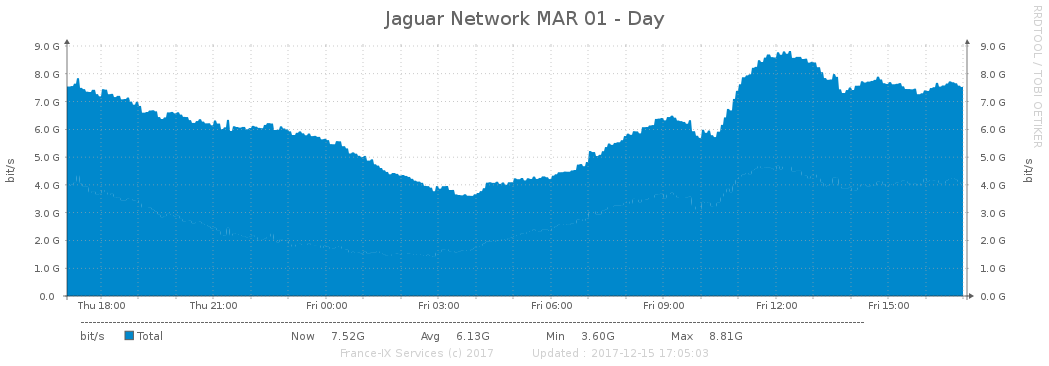 Jaguar Network MAR 01 - Day
RRDTOOL / TOBI OETIKER
bit/s
9.0 G 9.0 G
8.0 G 8.0 G
7.0 G 7.0 G
6.0 G 6.0 G
5.0 G 5.0 G
4.0 G 4.0 G
3.0 G 3.0 G
2.0 G 2.0 G
1.0 G 1.0 G
0.0 0.0 G
bit/s
Thu 18:00 Thu 21:00 Fri 00:00 Fri 03:00 Fri 06:00 Fri 09:00 Fri 12:00 Fri 15:00
bit/s Total Now 7.52G Avg 6.13G Min 3.60G Max 8.81G
France-IX Services (c) 2017 Updated : 2017-12-15 17:05:03